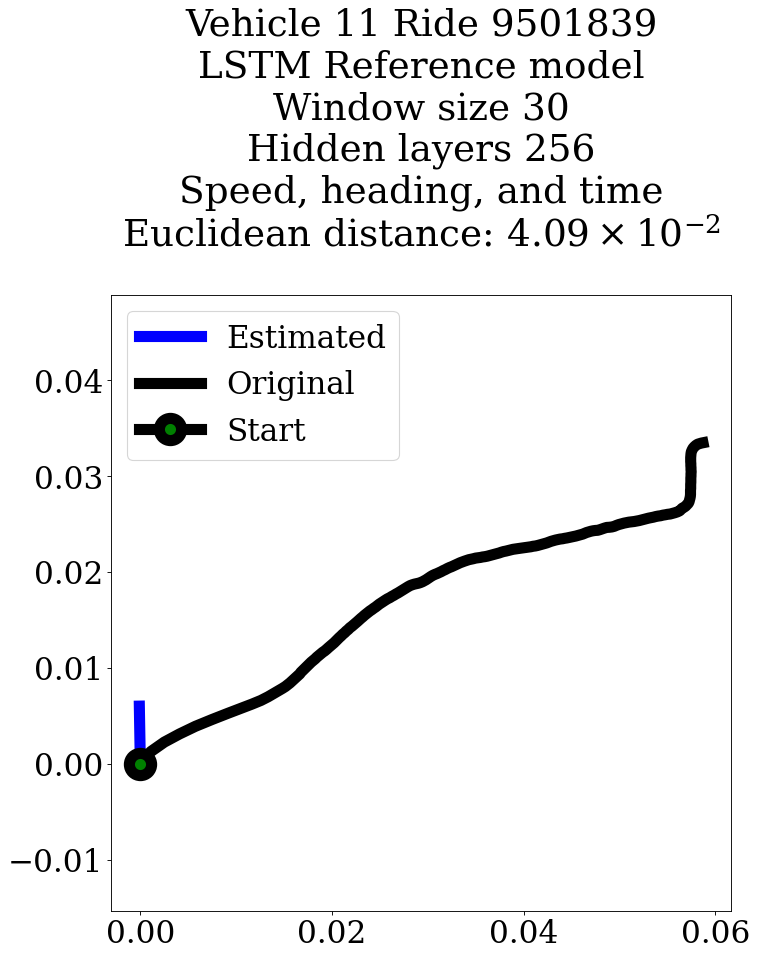 Vehicle 11 Ride 9501839
LSTM Reference model
Window size 30
Hidden layers 256
Speed, heading, and time
Euclidean distance: 4.09 × 10⁻²
Estimated
Original
Start
0.04
0.03
0.02
0.01
0.00
−0.01
0.00 0.02 0.04 0.06